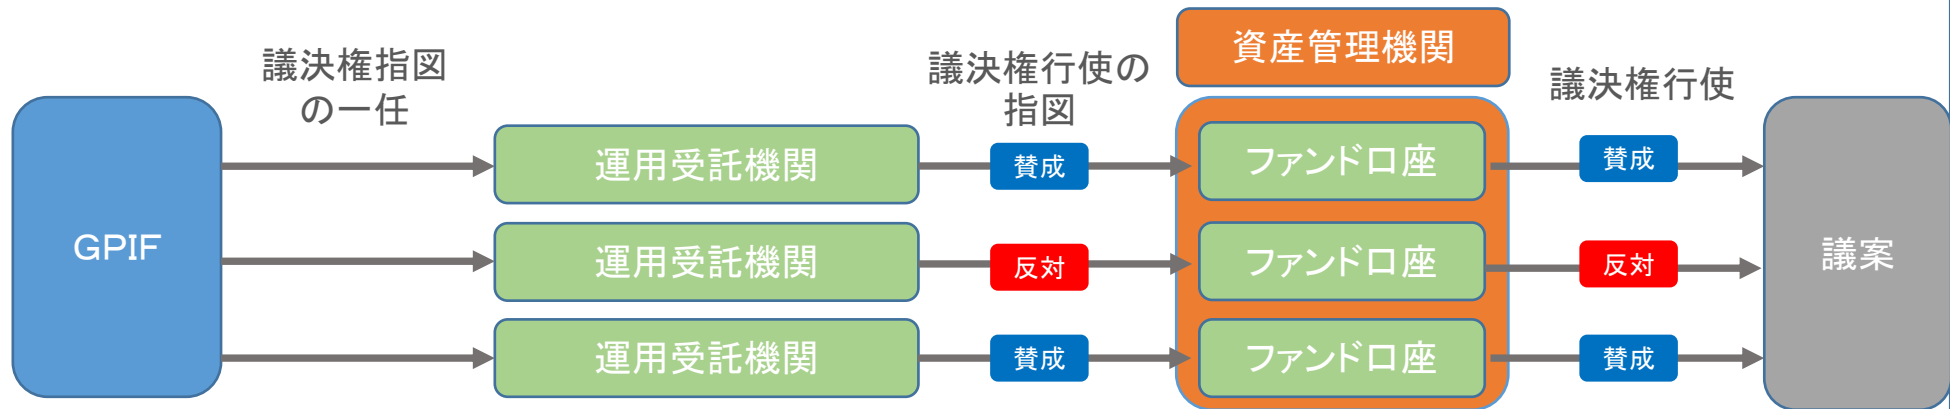 資産管理機関
議決権指図
の一任
議決権行使の
指図
議決権行使
GPIF
運用受託機関
賛成
ファンド口座
賛成
運用受託機関
反対
ファンド口座
反対
運用受託機関
賛成
ファンド口座
賛成
議案